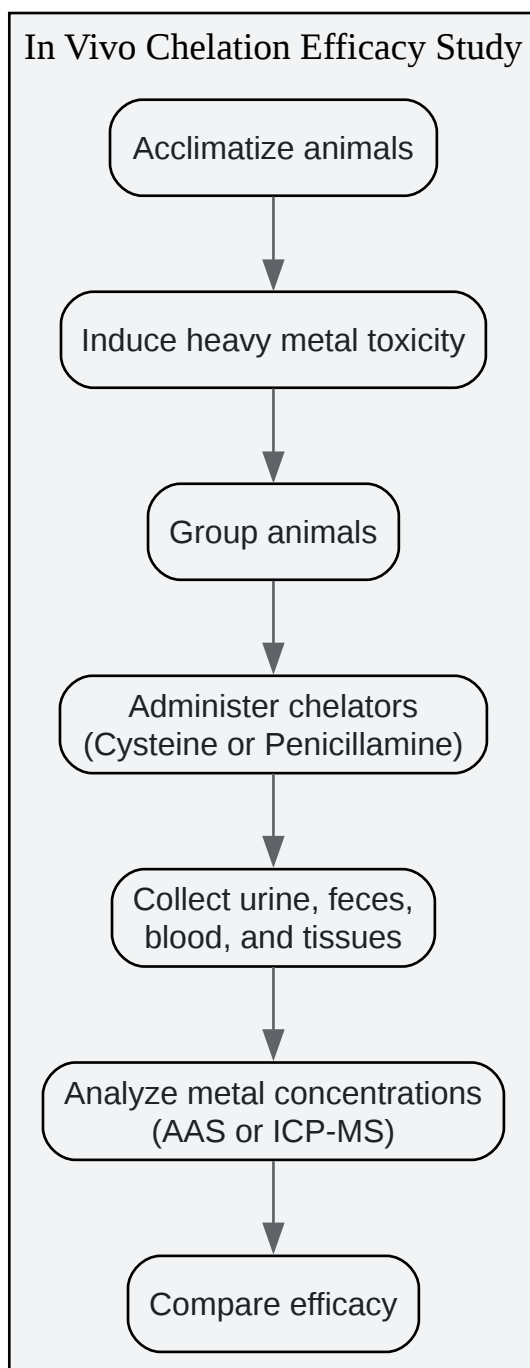 In Vivo Chelation Efficacy Study
Acclimatize animals
Induce heavy metal toxicity
Group animals
Administer chelators
(Cysteine or Penicillamine)
Collect urine, feces,
blood, and tissues
Analyze metal concentrations
(AAS or ICP-MS)
Compare efficacy